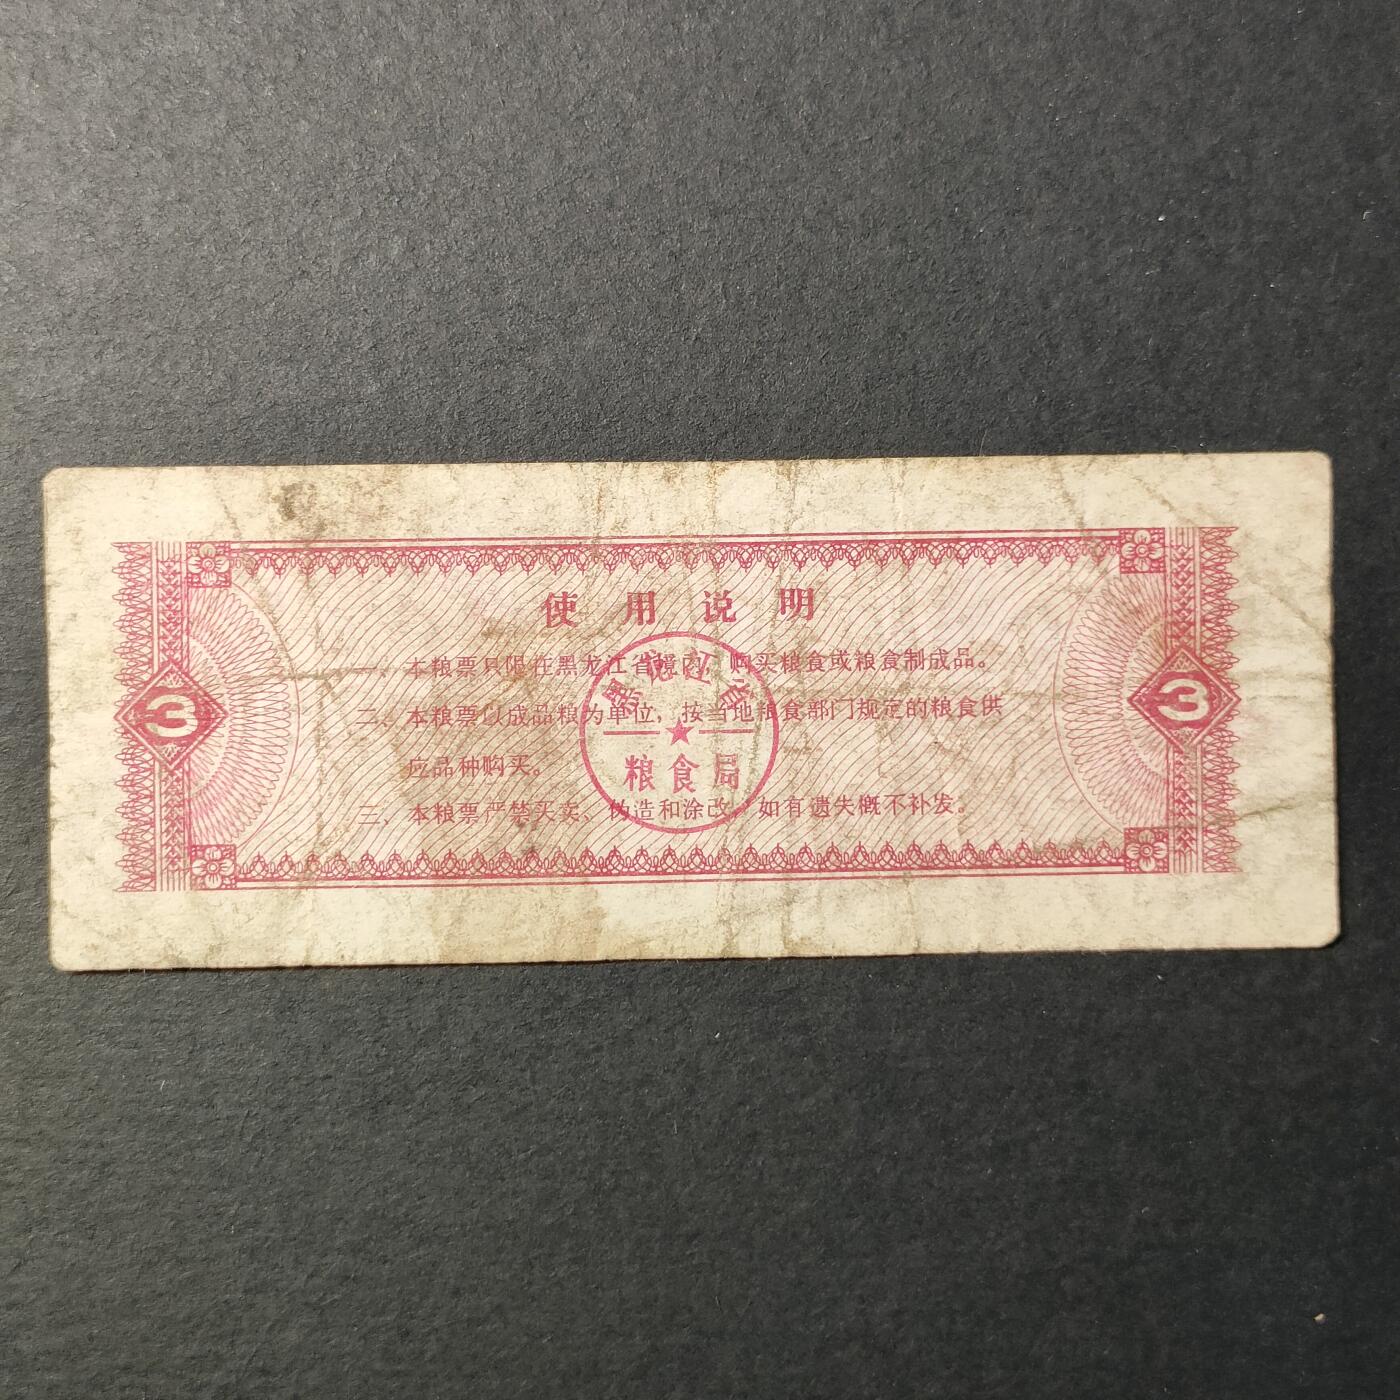 使用说明
一、本粮票只限在黑龙江省境内，购买粮食或粮食制成品。
二、本粮票以成品粮为单位，按当地粮食部门规定的粮食供
应品种购买。
三、本粮票严禁买卖、伪造和涂改，如有遗失概不补发。
黑龙江省
粮食局
3
3